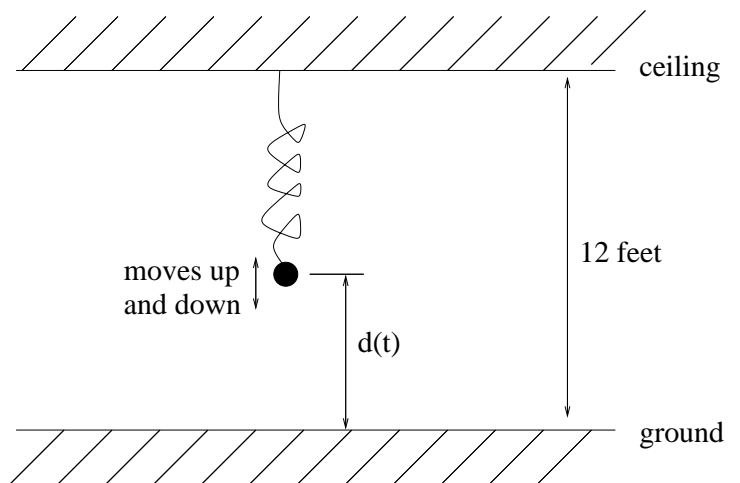 ceiling
12 feet
moves up
and down
d(t)
ground